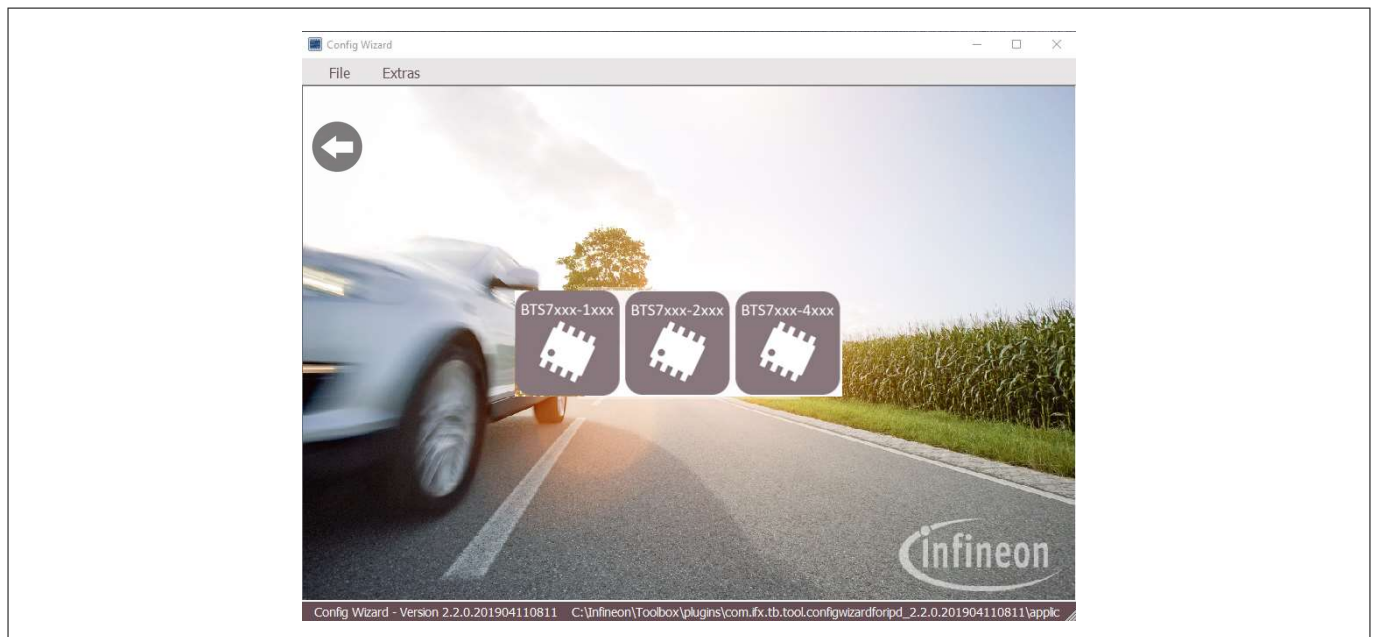 Config Wizard
File Extras
BTS7xxx-1xxx BTS7xxx-2xxx BTS7xxx-4xxx
infineon
Config Wizard - Version 2.2.0.201904110811 C:\Infineon\Toolbox\plugins\com.ifx.tb.tool.configwizardforipd_2.2.0.201904110811\applic